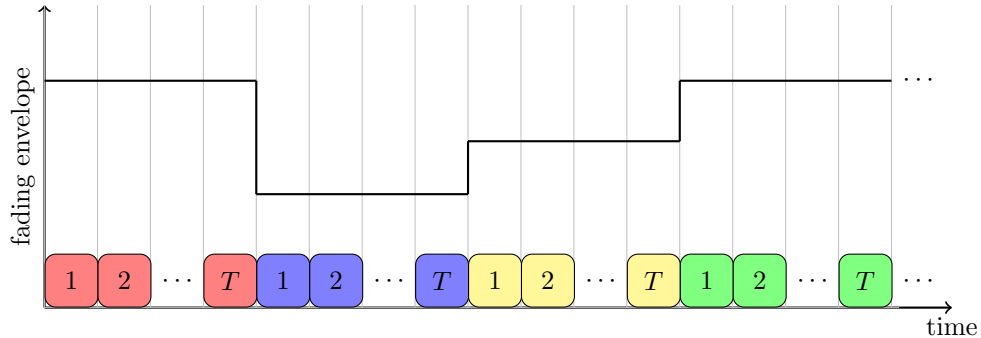 fading envelope
...
1 2 ... T 1 2 ... T 1 2 ... T 1 2 ... T ...
time